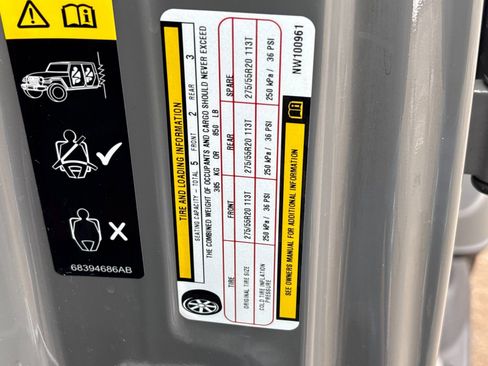 TIRE AND LOADING INFORMATION
SEATING CAPACITY - TOTAL 5 FRONT 2 REAR 3
THE COMBINED WEIGHT OF OCCUPANTS AND CARGO SHOULD NEVER EXCEED
385 KG OR 850 LB
TIRE FRONT REAR SPARE
ORIGINAL TIRE SIZE 275/55R20 113T 275/55R20 113T 275/55R20 113T
COLD TIRE INFLATION PRESSURE 250 kPa / 36 PSI 250 kPa / 36 PSI 250 kPa / 36 PSI
SEE OWNERS MANUAL FOR ADDITIONAL INFORMATION
NW100961
68394686AB